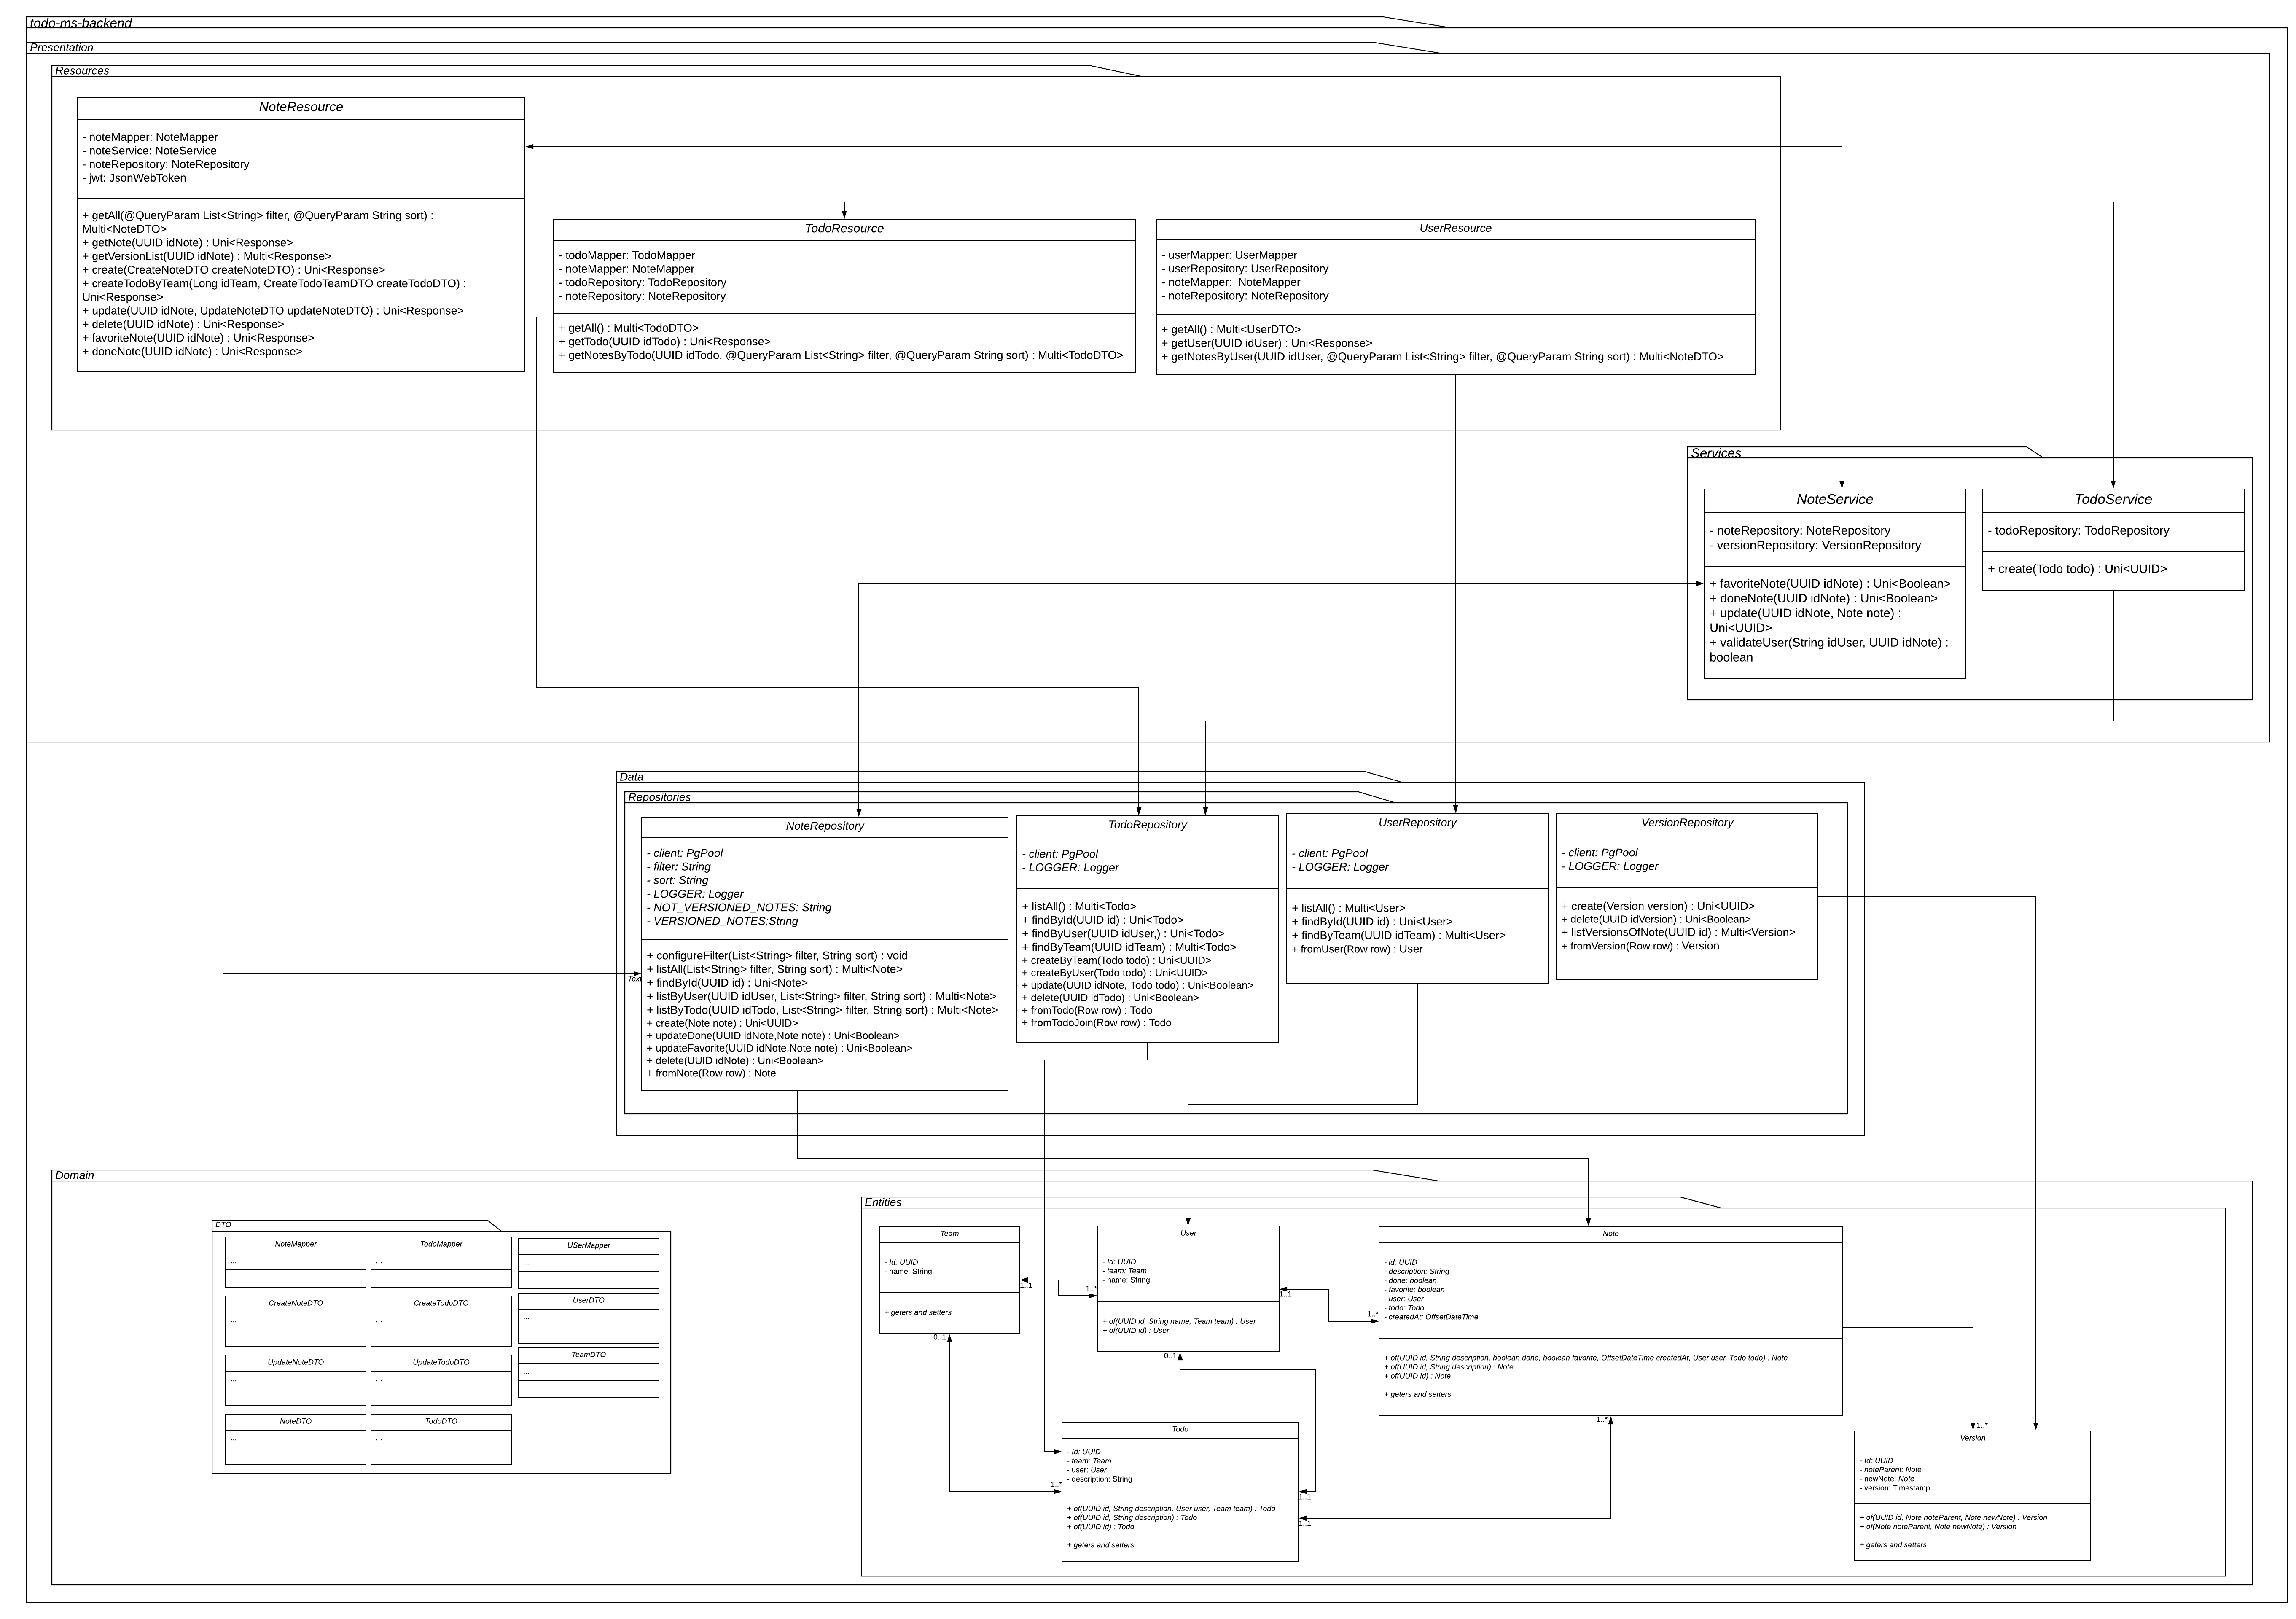 todo-ms-backend
Presentation
Resources
NoteResource
- noteMapper: NoteMapper
- noteService: NoteService
- noteRepository: NoteRepository
- jwt: JsonWebToken
+ getAll(@QueryParam List<String> filter, @QueryParam String sort) :
Multi<NoteDTO>
+ getNote(UUID idNote) : Uni<Response>
+ getVersionList(UUID idNote) : Multi<Response>
+ create(CreateNoteDTO createNoteDTO) : Uni<Response>
+ createTodoByTeam(Long idTeam, CreateTodoTeamDTO createTodoDTO) :
Uni<Response>
+ update(UUID idNote, UpdateNoteDTO updateNoteDTO) : Uni<Response>
+ delete(UUID idNote) : Uni<Response>
+ favoriteNote(UUID idNote) : Uni<Response>
+ doneNote(UUID idNote) : Uni<Response>
TodoResource
- todoMapper: TodoMapper
- noteMapper: NoteMapper
- todoRepository: TodoRepository
- noteRepository: NoteRepository
+ getAll() : Multi<TodoDTO>
+ getTodo(UUID idTodo) : Uni<Response>
+ getNotesByTodo(UUID idTodo, @QueryParam List<String> filter, @QueryParam String sort) : Multi<TodoDTO>
UserResource
- userMapper: UserMapper
- userRepository: UserRepository
- noteMapper:  NoteMapper
- noteRepository: NoteRepository
+ getAll() : Multi<UserDTO>
+ getUser(UUID idUser) : Uni<Response>
+ getNotesByUser(UUID idUser, @QueryParam List<String> filter, @QueryParam String sort) : Multi<NoteDTO>
Services
NoteService
- noteRepository: NoteRepository
- versionRepository: VersionRepository
+ favoriteNote(UUID idNote) : Uni<Boolean>
+ doneNote(UUID idNote) : Uni<Boolean>
+ update(UUID idNote, Note note) :
Uni<UUID>
+ validateUser(String idUser, UUID idNote) :
boolean
TodoService
- todoRepository: TodoRepository
+ create(Todo todo) : Uni<UUID>
Data
Repositories
NoteRepository
- client: PgPool
- filter: String
- sort: String
- LOGGER: Logger
- NOT_VERSIONED_NOTES: String
- VERSIONED_NOTES:String
+ configureFilter(List<String> filter, String sort) : void
+ listAll(List<String> filter, String sort) : Multi<Note>
+ findById(UUID id) : Uni<Note>
+ listByUser(UUID idUser, List<String> filter, String sort) : Multi<Note>
+ listByTodo(UUID idTodo, List<String> filter, String sort) : Multi<Note>
+ create(Note note) : Uni<UUID>
+ updateDone(UUID idNote,Note note) : Uni<Boolean>
+ updateFavorite(UUID idNote,Note note) : Uni<Boolean>
+ delete(UUID idNote) : Uni<Boolean>
+ fromNote(Row row) : Note
Text
TodoRepository
- client: PgPool
- LOGGER: Logger
+ listAll() : Multi<Todo>
+ findById(UUID id) : Uni<Todo>
+ findByUser(UUID idUser,) : Uni<Todo>
+ findByTeam(UUID idTeam) : Multi<Todo>
+ createByTeam(Todo todo) : Uni<UUID>
+ createByUser(Todo todo) : Uni<UUID>
+ update(UUID idNote, Todo todo) : Uni<Boolean>
+ delete(UUID idTodo) : Uni<Boolean>
+ fromTodo(Row row) : Todo
+ fromTodoJoin(Row row) : Todo
UserRepository
- client: PgPool
- LOGGER: Logger
+ listAll() : Multi<User>
+ findById(UUID id) : Uni<User>
+ findByTeam(UUID idTeam) : Multi<User>
+ fromUser(Row row) : User
VersionRepository
- client: PgPool
- LOGGER: Logger
+ create(Version version) : Uni<UUID>
+ delete(UUID idVersion) : Uni<Boolean>
+ listVersionsOfNote(UUID id) : Multi<Version>
+ fromVersion(Row row) : Version
Domain
DTO
NoteMapper
...
TodoMapper
...
USerMapper
...
CreateNoteDTO
...
CreateTodoDTO
...
UserDTO
...
UpdateNoteDTO
...
UpdateTodoDTO
...
TeamDTO
...
NoteDTO
...
TodoDTO
...
Entities
Team
- Id: UUID
- name: String
+ geters and setters
1..1
1..*
0..1
User
- Id: UUID
- team: Team
- name: String
+ of(UUID id, String name, Team team) : User
+ of(UUID id) : User
1..1
1..*
0..1
Note
- id: UUID
- description: String
- done: boolean
- favorite: boolean
- user: User
- todo: Todo
- createdAt: OffsetDateTime
+ of(UUID id, String description, boolean done, boolean favorite, OffsetDateTime createdAt, User user, Todo todo) : Note
+ of(UUID id, String description) : Note
+ of(UUID id) : Note
+ geters and setters
1..*
1..*
Todo
- Id: UUID
- team: Team
- user: User
- description: String
+ of(UUID id, String description, User user, Team team) : Todo
+ of(UUID id, String description) : Todo
+ of(UUID id) : Todo
+ geters and setters
1..*
1..1
1..1
Version
- Id: UUID
- noteParent: Note
- newNote: Note
- version: Timestamp
+ of(UUID id, Note noteParent, Note newNote) : Version
+ of(Note noteParent, Note newNote) : Version
+ geters and setters